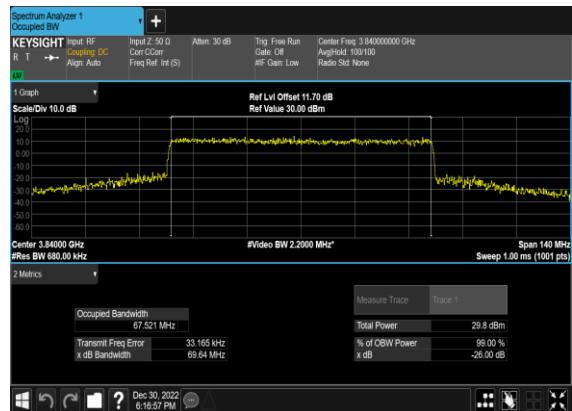 Spectrum Analyzer 1
Occupied BW
KEYSIGHT Input: RF Input Z: 50 Ω Atten: 30 dB Trig: Free Run Center Freq: 3.840000000 GHz
R T Coupling: DC Corr CCorr Gate: Off Avg|Hold: 100/100
Align: Auto Freq Ref: Int (S) #IF Gain: Low Radio Std: None
1 Graph
Ref Lvl Offset 11.70 dB
Scale/Div 10.0 dB Ref Value 30.00 dBm
Log
20.0
10.0
0.00
-10.0
-20.0
-30.0
-40.0
-50.0
-60.0
Center 3.84000 GHz #Video BW 2.2000 MHz* Span 140 MHz
#Res BW 680.00 kHz Sweep 1.00 ms (1001 pts)
2 Metrics
Measure Trace Trace 1
Occupied Bandwidth
67.521 MHz Total Power 29.8 dBm
Transmit Freq Error 33.165 kHz % of OBW Power 99.00 %
x dB Bandwidth 69.64 MHz x dB -26.00 dB
? Dec 30, 2022
6:16:57 PM